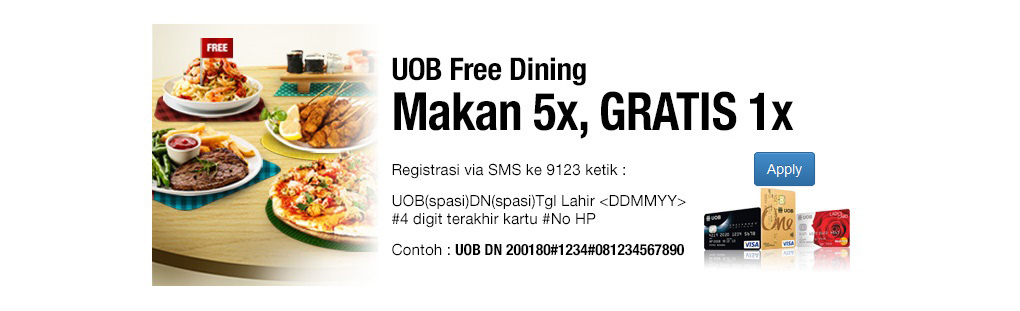 FREE
UOB Free Dining
Makan 5x, GRATIS 1x
Registrasi via SMS ke 9123 ketik :
UOB(spasi)DN(spasi)Tgl Lahir <DDMMYY>
#4 digit terakhir kartu #No HP
Contoh : UOB DN 200180#1234#081234567890
Apply
UOB
VISA
UOB
One
VISA
UOB